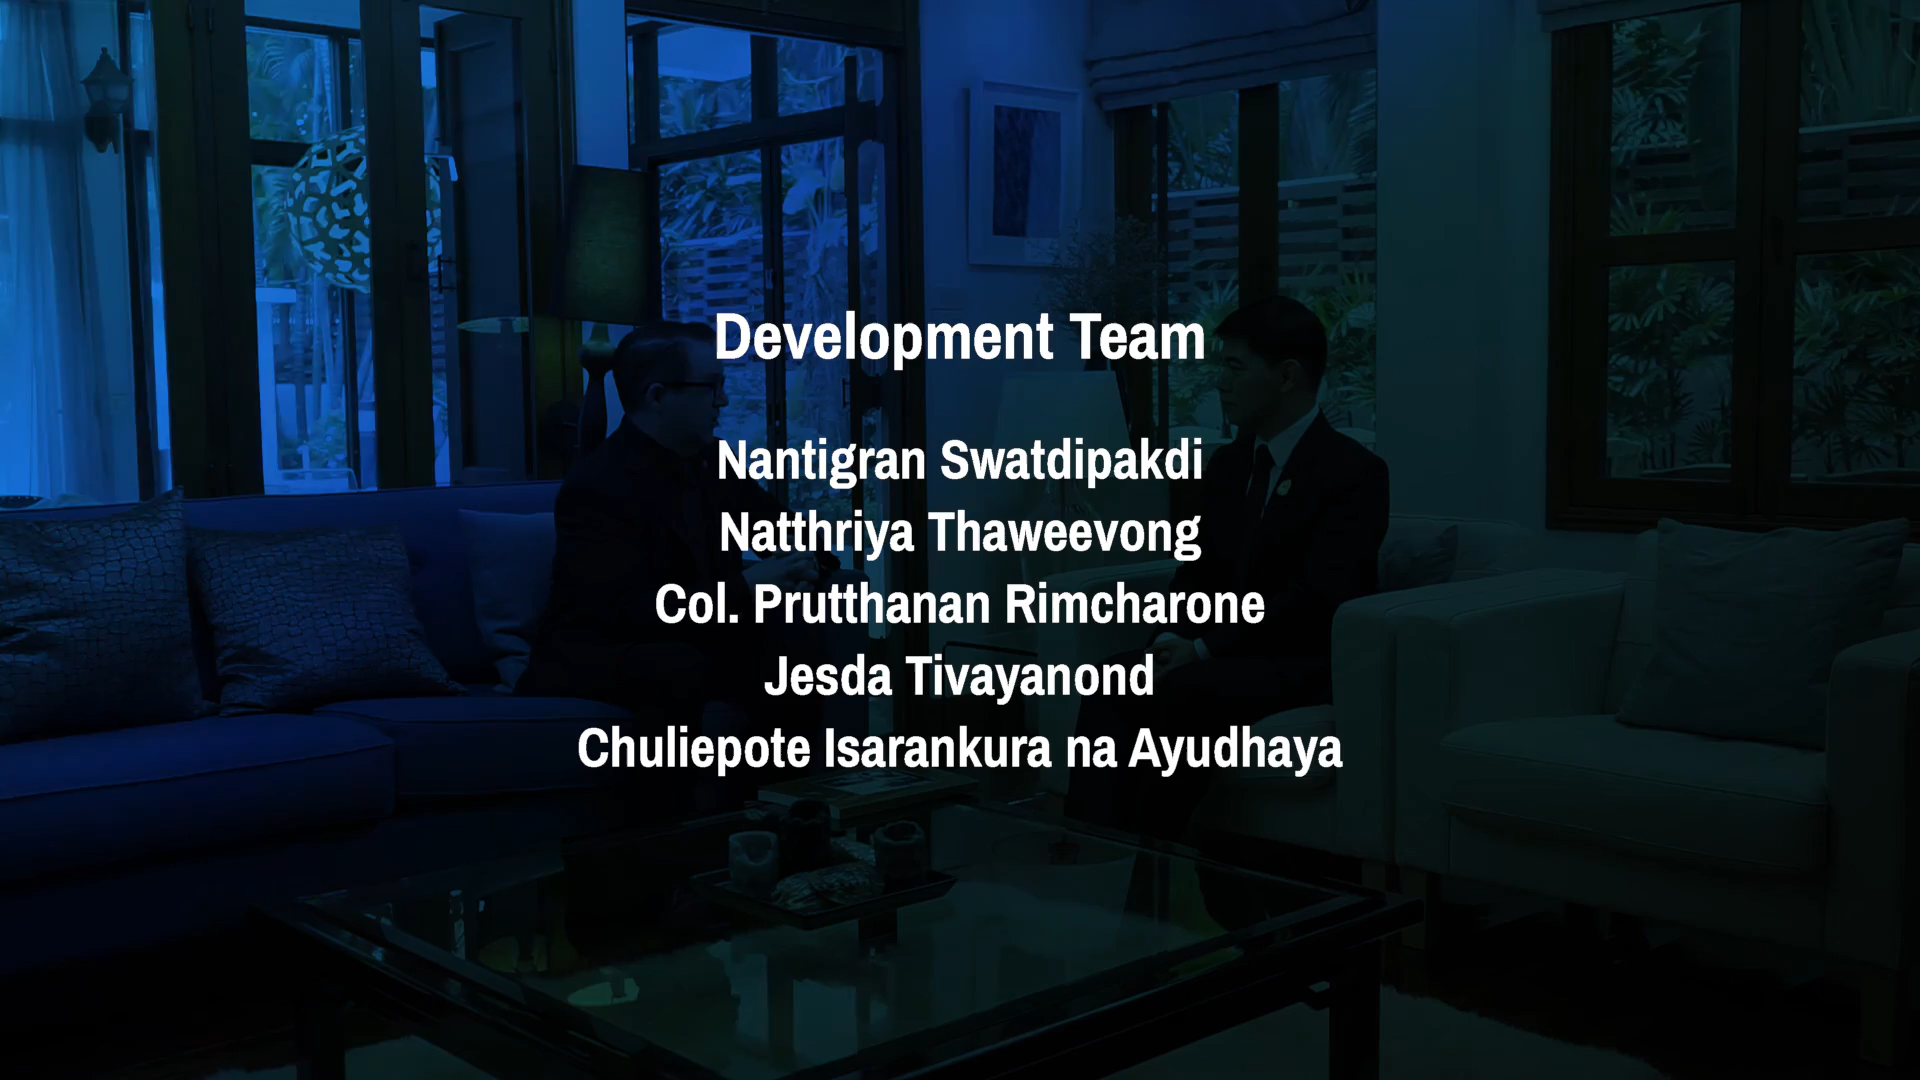 Development Team
Nantigran Swatdipakdi
Natthriya Thaweevong
Col. Prutthanan Rimcharone
Jesda Tivayanond
Chuliepote Isarankura na Ayudhaya